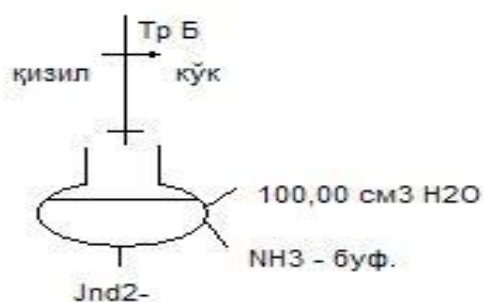 Тр Б
қизил кўк
100,00 см3 H2O
NH3 - буф.
Jnd2-